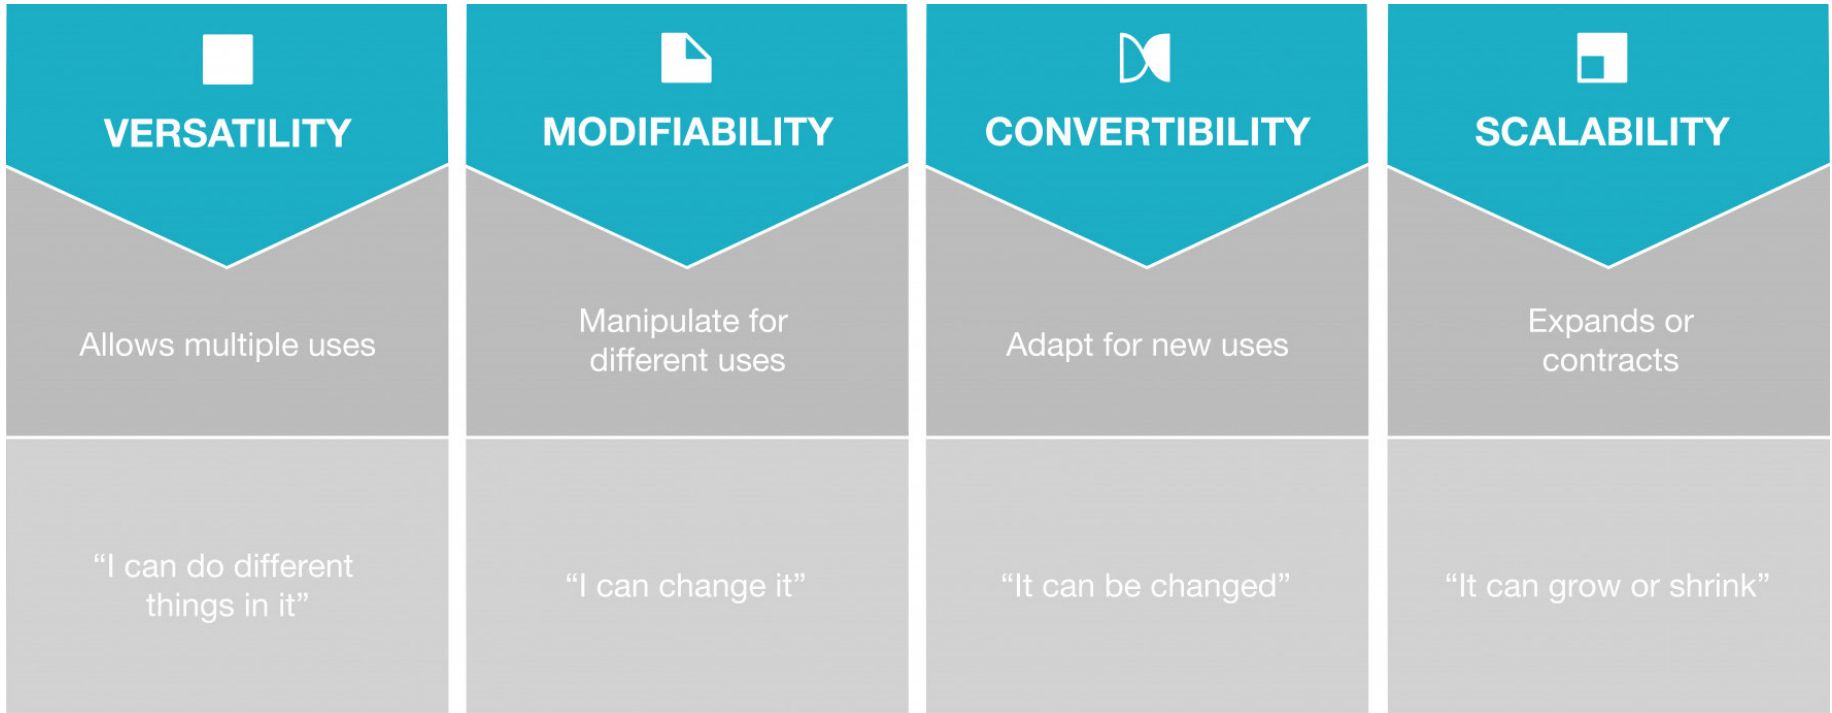 VERSATILITY
Allows multiple uses
“I can do different
things in it”
MODIFIABILITY
Manipulate for
different uses
“I can change it”
CONVERTIBILITY
Adapt for new uses
“It can be changed”
SCALABILITY
Expands or
contracts
“It can grow or shrink”